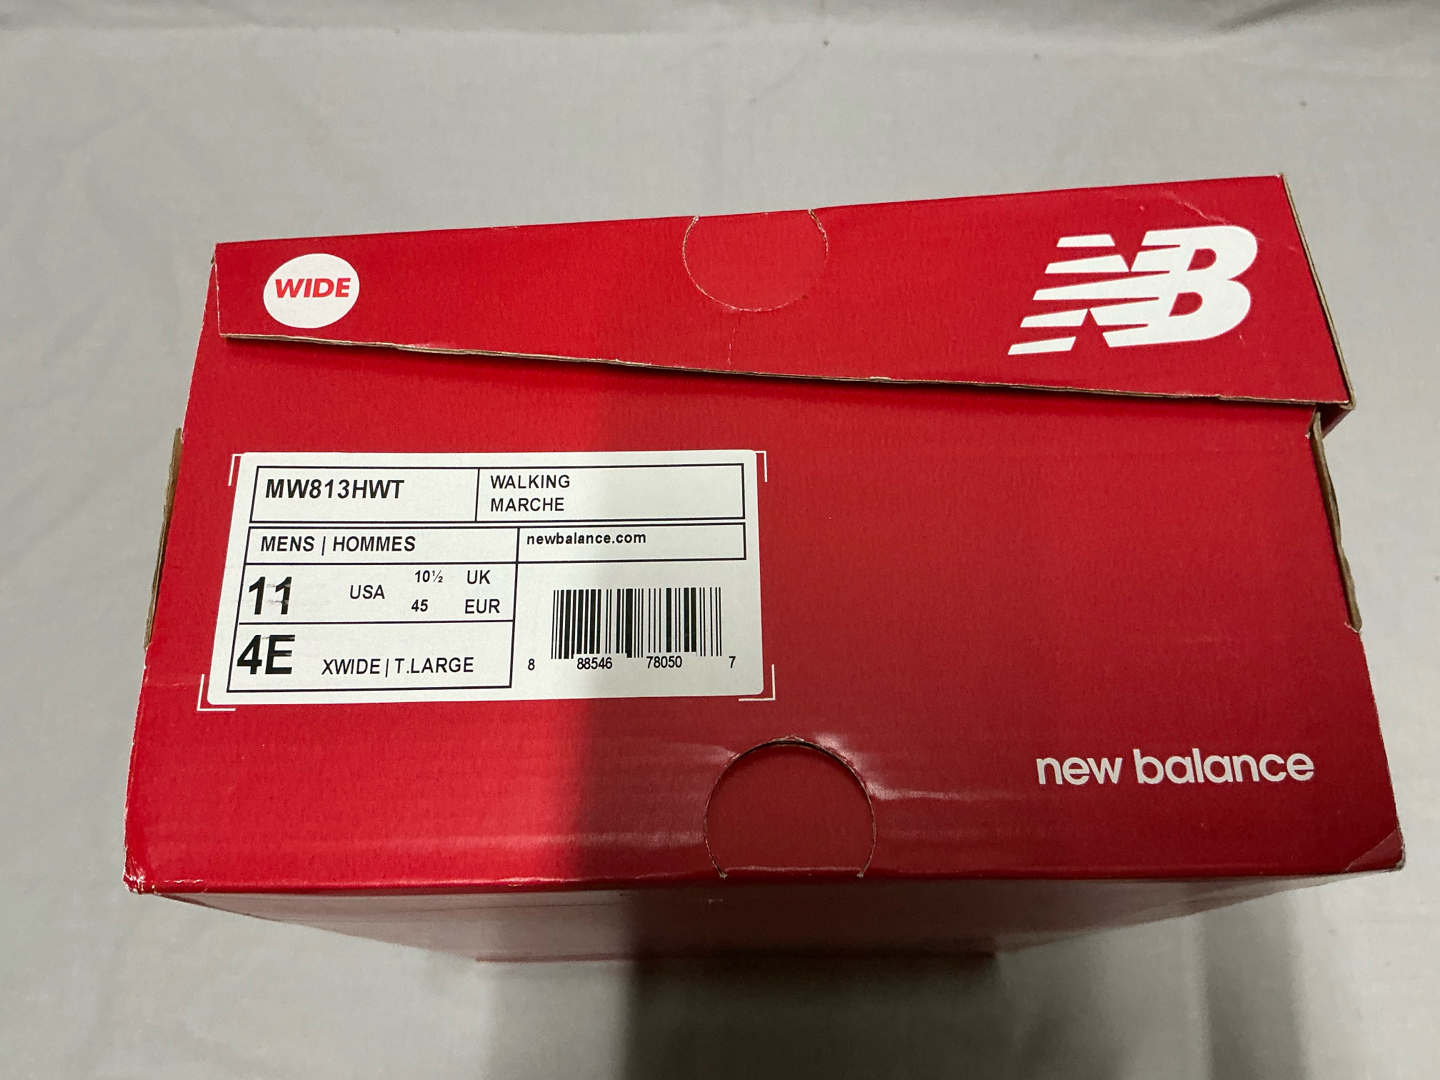 WIDE
NB
MW813HWT
WALKING
MARCHE
MENS | HOMMES
newbalance.com
11 USA 10½ UK
45 EUR
4E XWIDE | T.LARGE
8 88546 78050 7
new balance